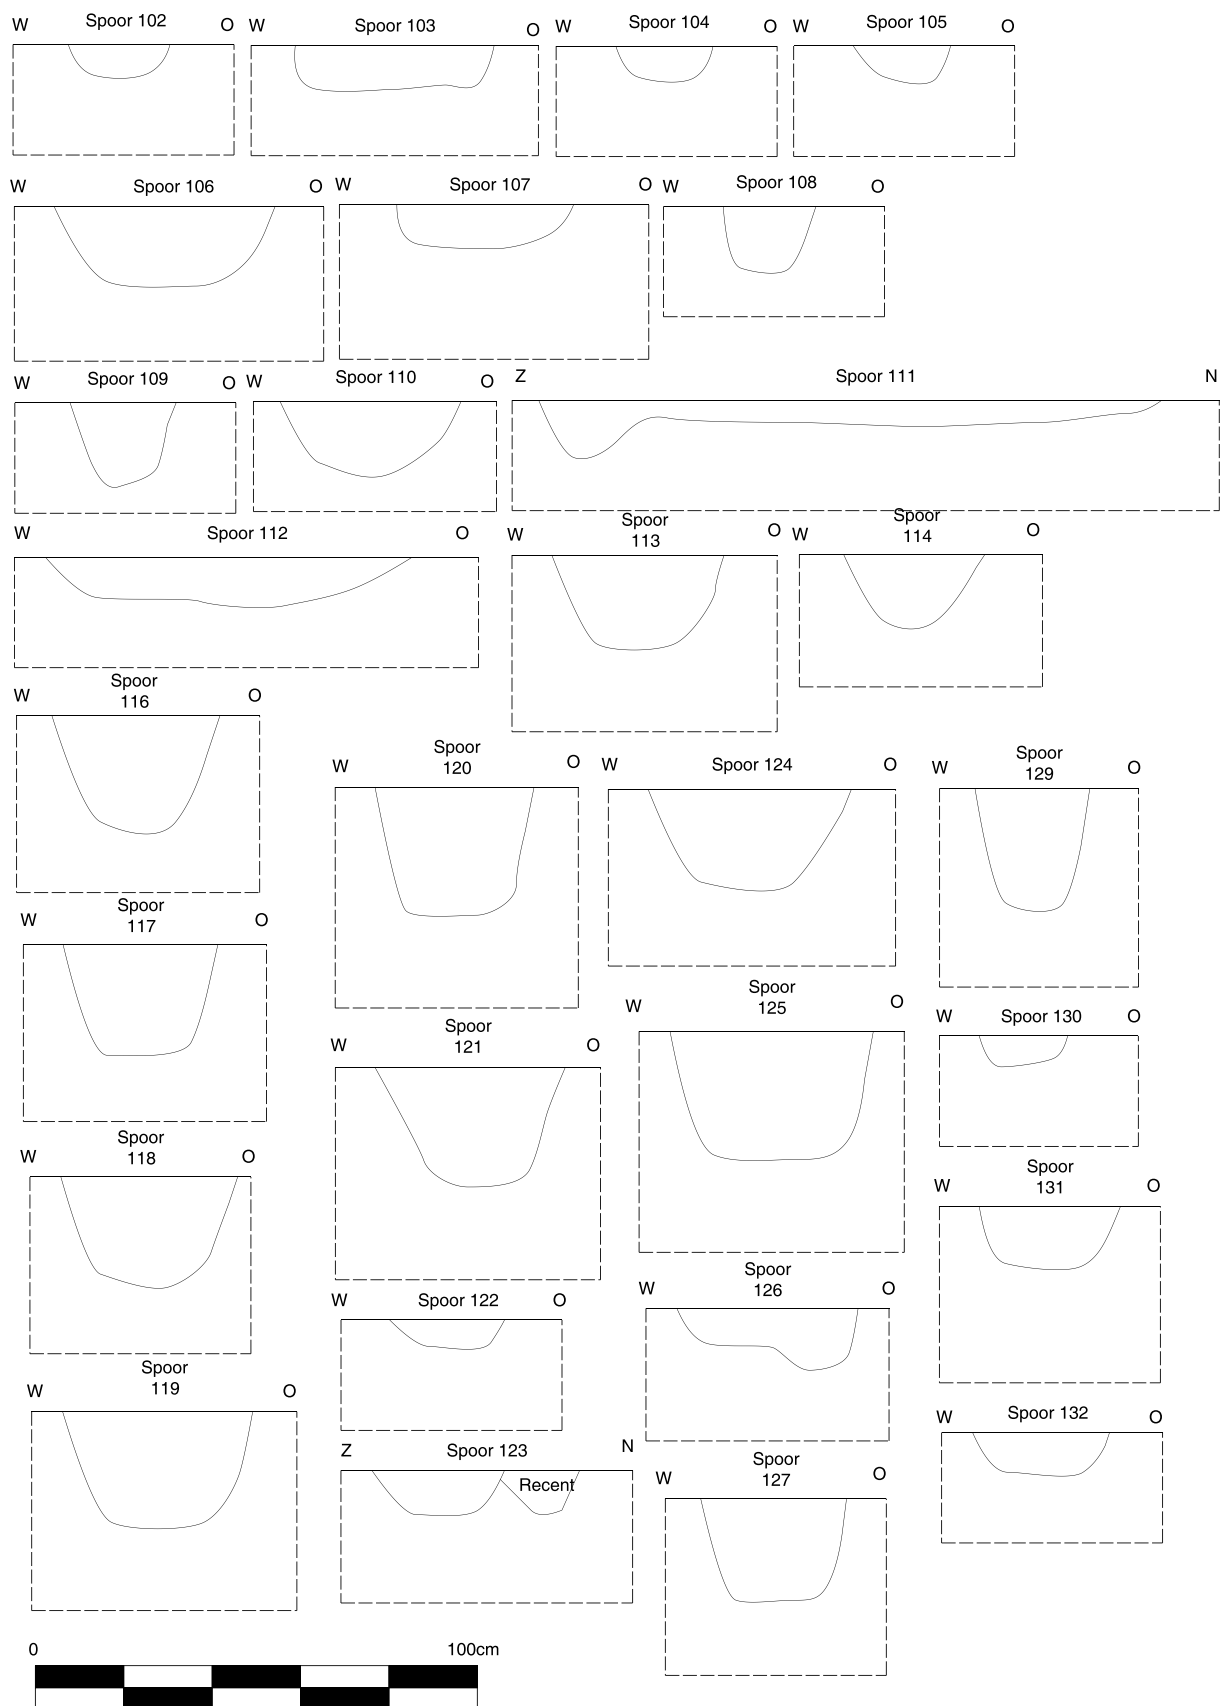 W Spoor 102 O
W Spoor 103 O
W Spoor 104 O
W Spoor 105 O
W Spoor 106 O
W Spoor 107 O
W Spoor 108 O
W Spoor 109 O
W Spoor 110 O
Z Spoor 111 N
W Spoor 112 O
W Spoor O
113
W Spoor O
114
W Spoor O
116
W Spoor O
120
W Spoor 124 O
W Spoor O
129
W Spoor O
117
W Spoor O
125
W Spoor 130 O
W Spoor O
121
W Spoor O
118
W Spoor O
131
W Spoor 122 O
W Spoor O
126
W Spoor O
119
W Spoor 132 O
Z Spoor 123 N
Recent
W Spoor O
127
0 100cm